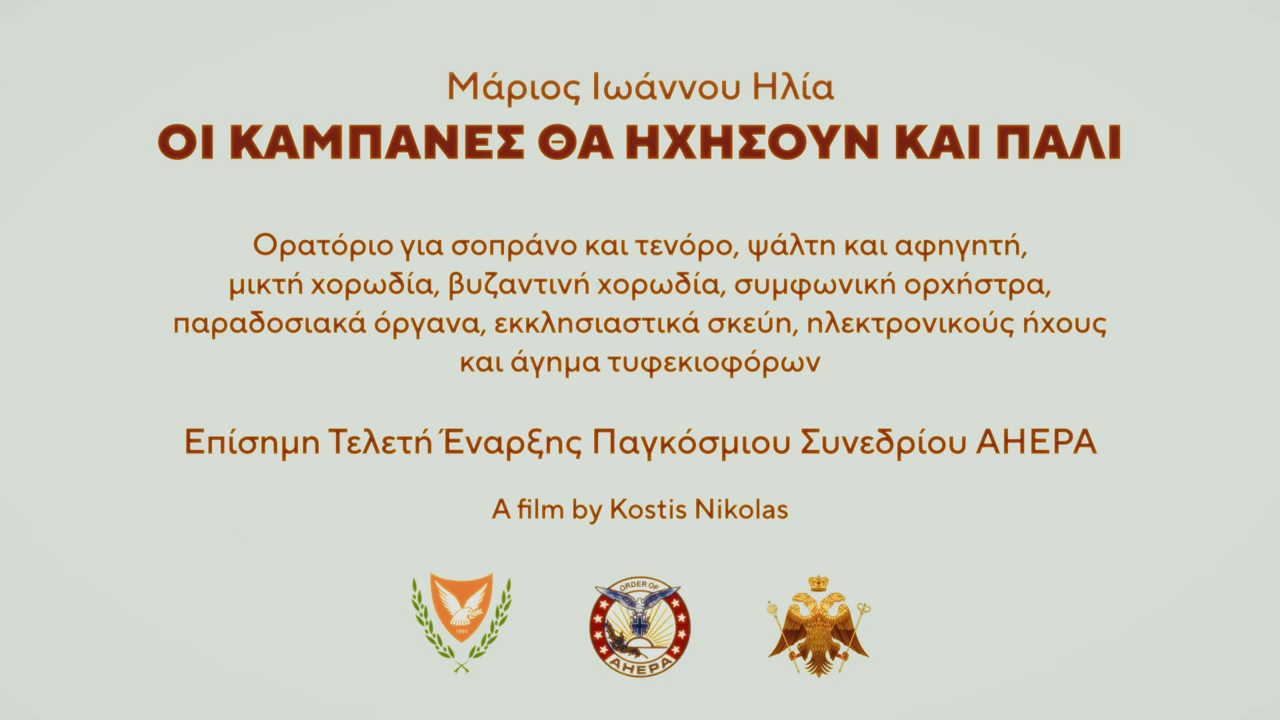 Μάριος Ιωάννου Ηλία
ΟΙ ΚΑΜΠΑΝΕΣ ΘΑ ΗΧΗΣΟΥΝ ΚΑΙ ΠΑΛΙ
Ορατόριο για σοπράνο και τενόρο, ψάλτη και αφηγητή,
μικτή χορωδία, βυζαντινή χορωδία, συμφωνική ορχήστρα,
παραδοσιακά όργανα, εκκλησιαστικά σκεύη, ηλεκτρονικούς ήχους
και άγημα τυφεκιοφόρων
Επίσημη Τελετή Έναρξης Παγκόσμιου Συνεδρίου AHEPA
A film by Kostis Nikolas
1960
ORDER OF
AHEPA